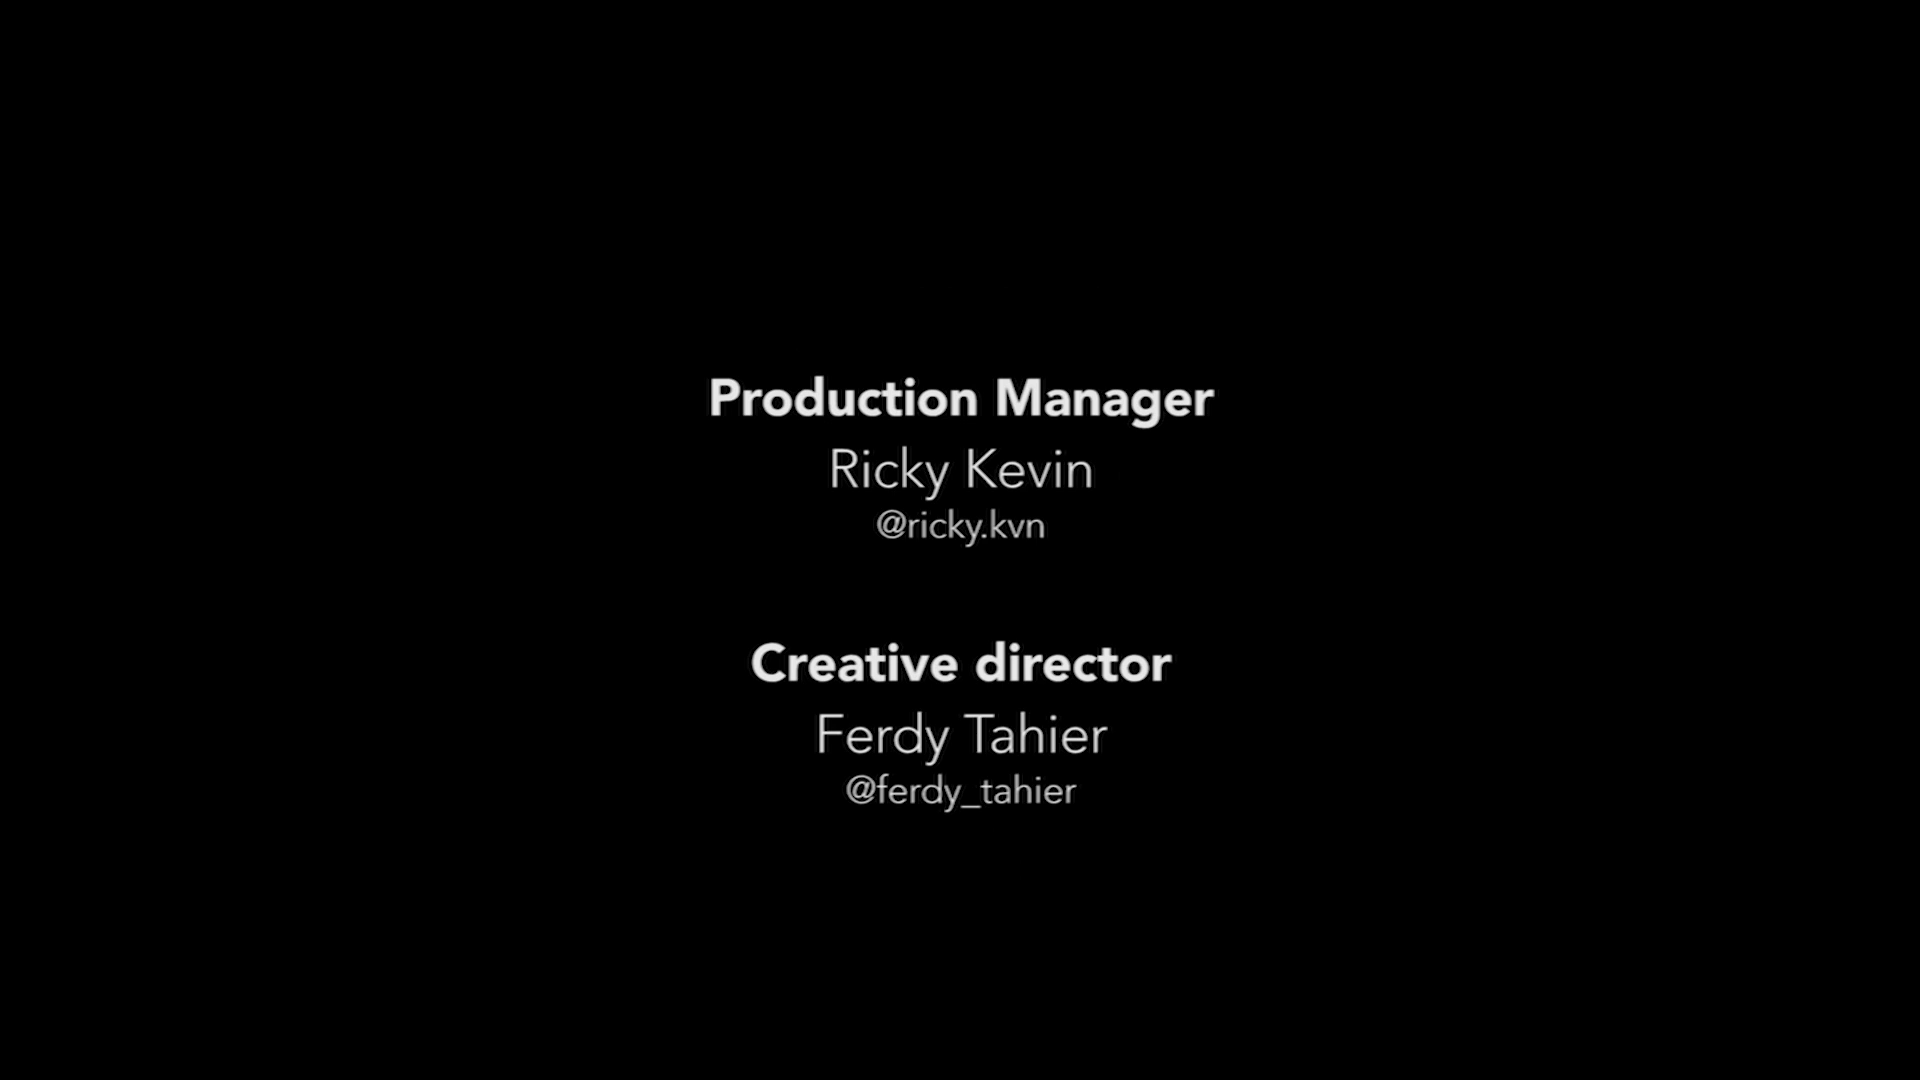 Production Manager
Ricky Kevin
@ricky.kvn
Creative director
Ferdy Tahier
@ferdy_tahier